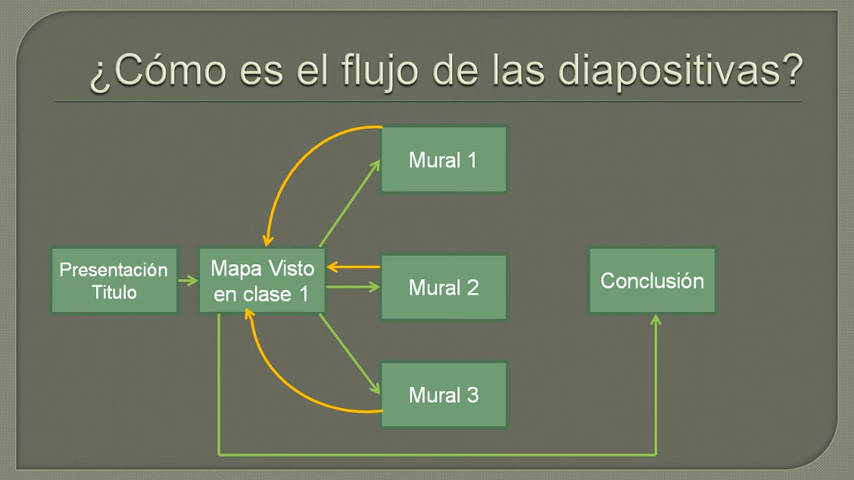 ¿Cómo es el flujo de las diapositivas?
Mural 1
Presentación
Titulo
Mapa Visto
en clase 1
Mural 2
Conclusión
Mural 3